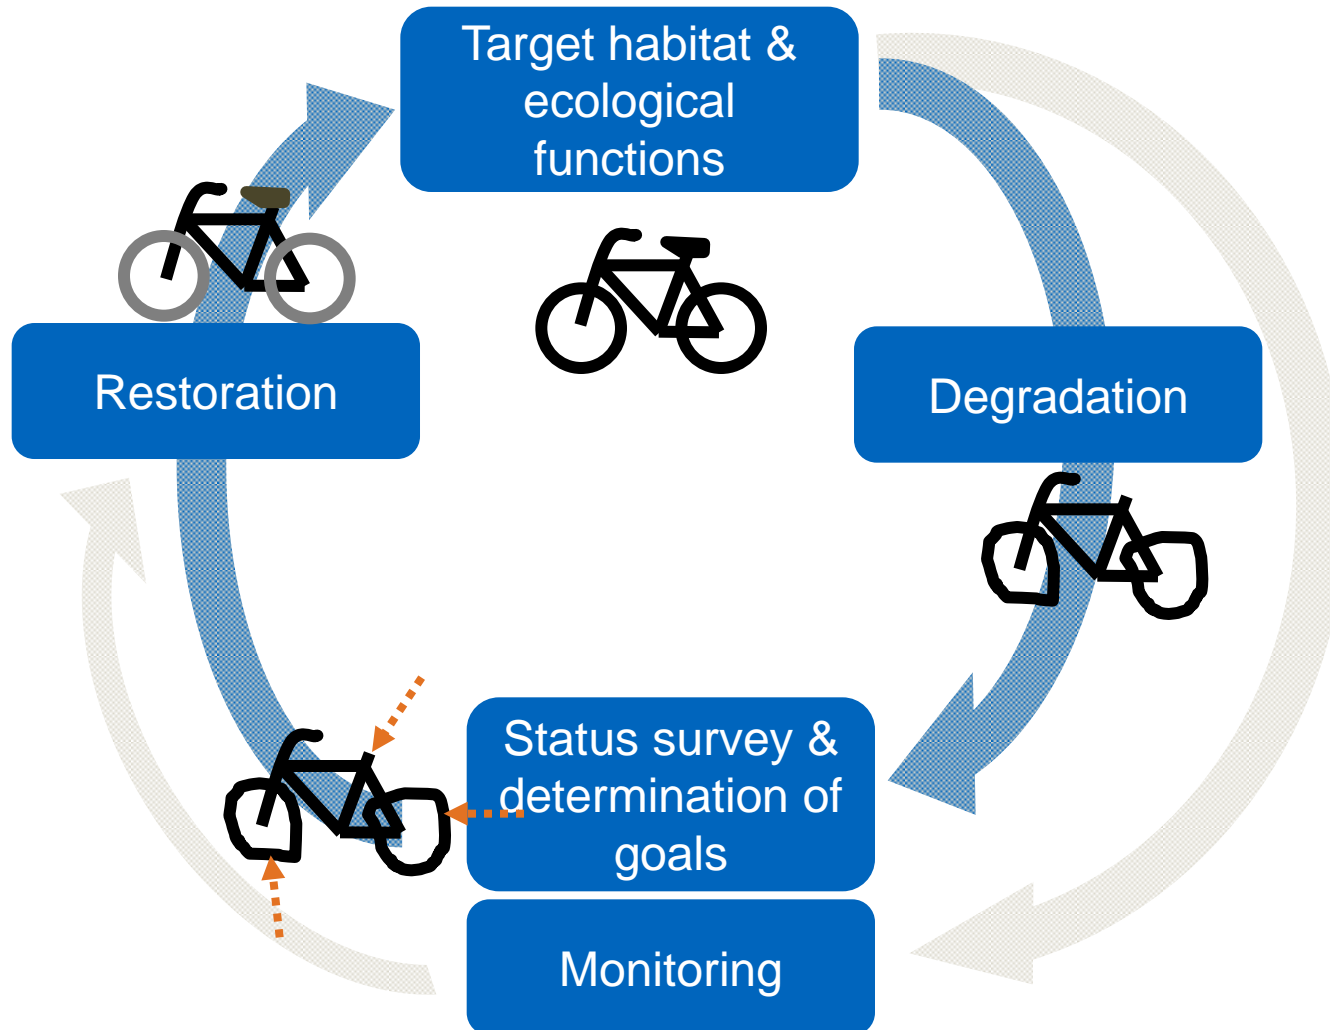 Target habitat &
ecological
functions
Restoration
Degradation
Status survey &
determination of
goals
Monitoring